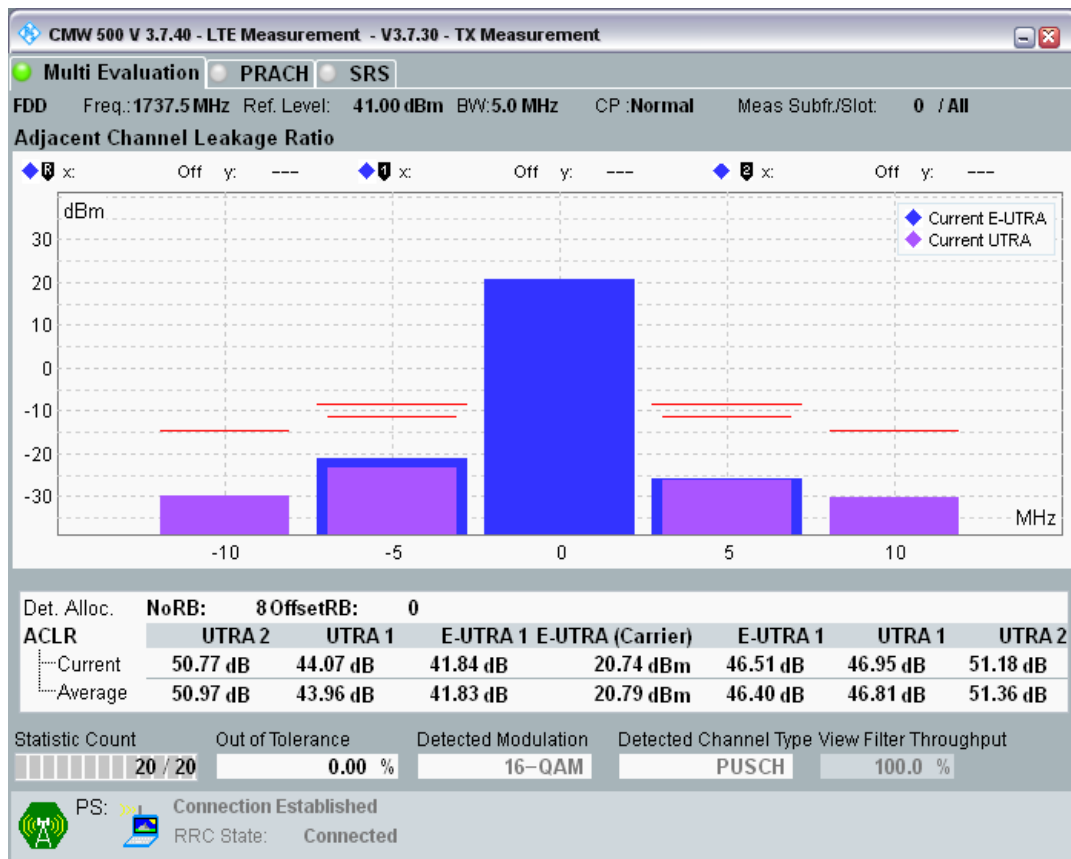 CMW 500 V 3.7.40 - LTE Measurement - V3.7.30 - TX Measurement
Multi Evaluation PRACH SRS
FDD Freq.:1737.5 MHz Ref. Level: 41.00 dBm BW:5.0 MHz CP :Normal Meas Subfr./Slot: 0 / All
Adjacent Channel Leakage Ratio
R x: Off y: --- 1 x: Off y: --- 2 x: Off y: ---
dBm
Current E-UTRA
Current UTRA
30
20
10
0
-10
-20
-30
MHz
-10 -5 0 5 10
Det. Alloc. NoRB: 8 OffsetRB: 0
ACLR UTRA 2 UTRA 1 E-UTRA 1 E-UTRA (Carrier) E-UTRA 1 UTRA 1 UTRA 2
Current 50.77 dB 44.07 dB 41.84 dB 20.74 dBm 46.51 dB 46.95 dB 51.18 dB
Average 50.97 dB 43.96 dB 41.83 dB 20.79 dBm 46.40 dB 46.81 dB 51.36 dB
Statistic Count Out of Tolerance Detected Modulation Detected Channel Type View Filter Throughput
20 / 20 0.00 % 16-QAM PUSCH 100.0 %
PS: Connection Established
RRC State: Connected